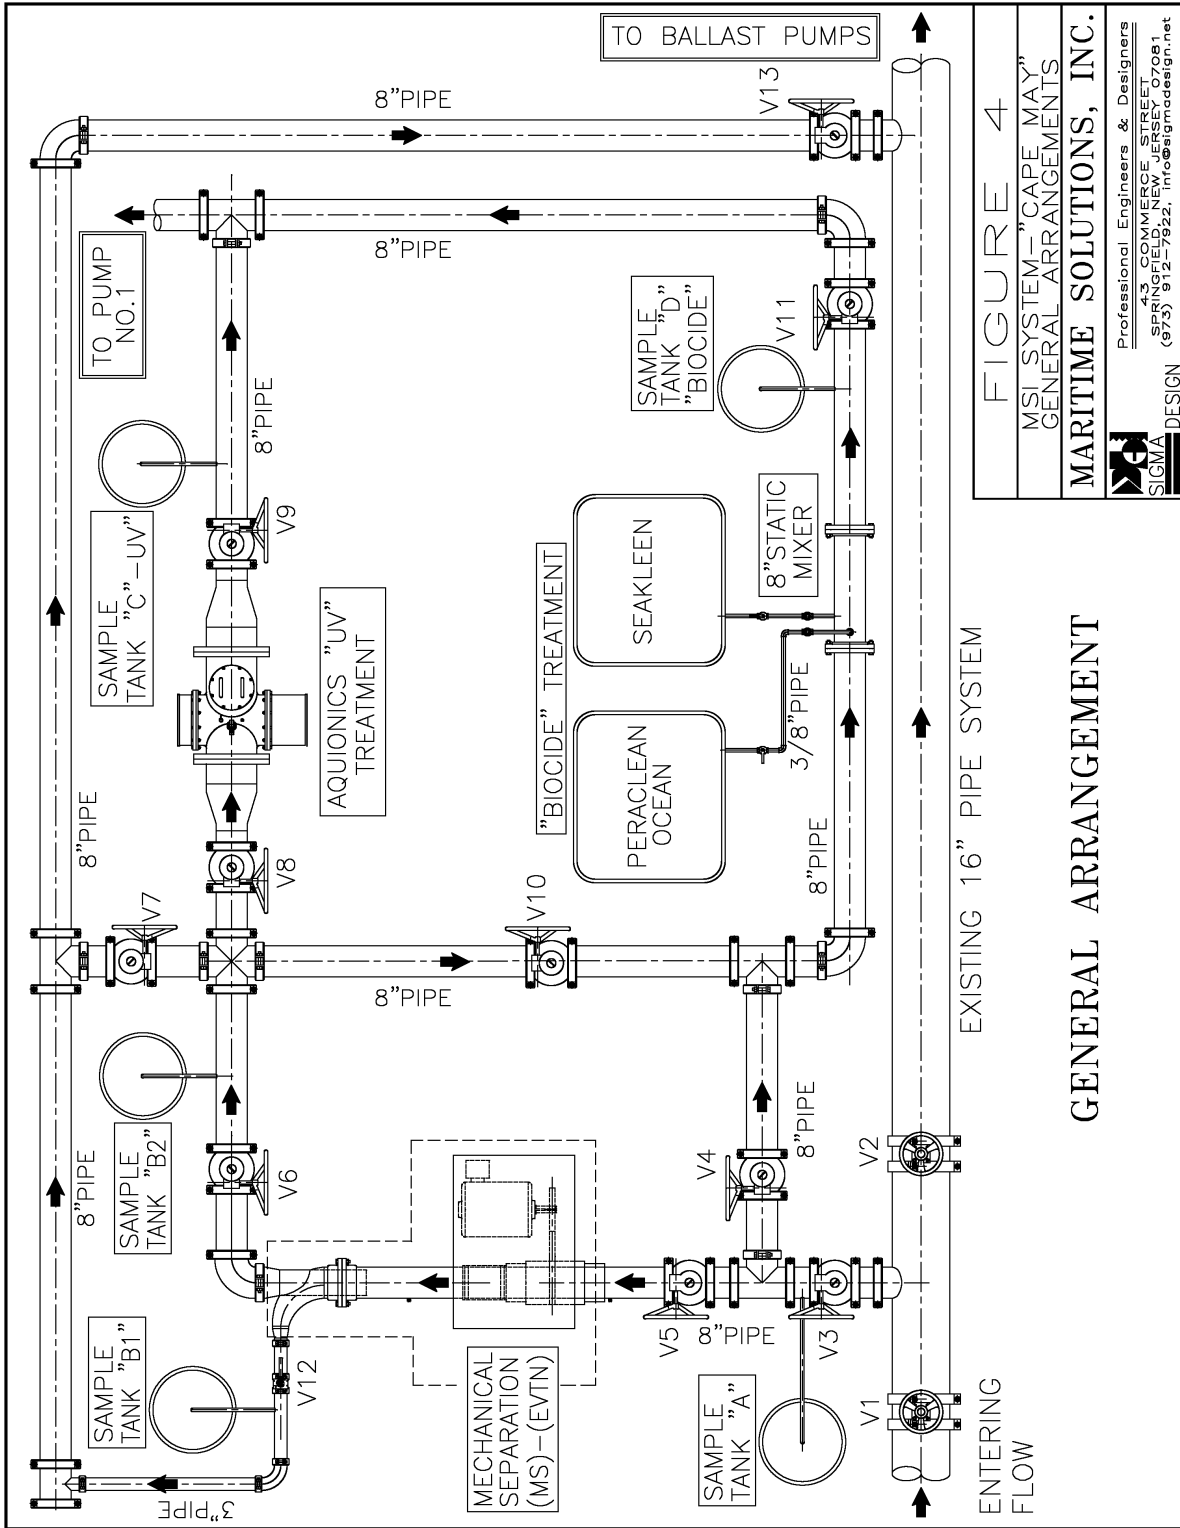 8"PIPE
8"PIPE
V7
3"PIPE
SAMPLE
TANK "B1"
SAMPLE
TANK "B2"
SAMPLE
TANK "C"-UV"
TO PUMP
NO.1
V12
V6
V8
V9
8"PIPE
AQUIONICS "UV"
TREATMENT
8"PIPE
8"PIPE
8"PIPE
MECHANICAL
SEPARATION
(MS)-(EVTN)
V10
"BIOCIDE" TREATMENT
PERACLEAN
OCEAN
SEAKLEEN
SAMPLE
TANK "D"
"BIOCIDE"
TO BALLAST PUMPS
V5
8"PIPE
V4
SAMPLE
TANK "A"
V3
8"PIPE
8"PIPE
3/8"PIPE
8"STATIC
MIXER
V11
V13
V1
V2
ENTERING
FLOW
EXISTING 16" PIPE SYSTEM
GENERAL ARRANGEMENT
FIGURE 4
MSI SYSTEM-"CAPE MAY"
GENERAL ARRANGEMENTS
MARITIME SOLUTIONS, INC.
SIGMA
DESIGN
Professional Engineers & Designers
43 COMMERCE STREET
SPRINGFIELD, NEW JERSEY 07081
(973) 912-7922, info@sigmadesign.net